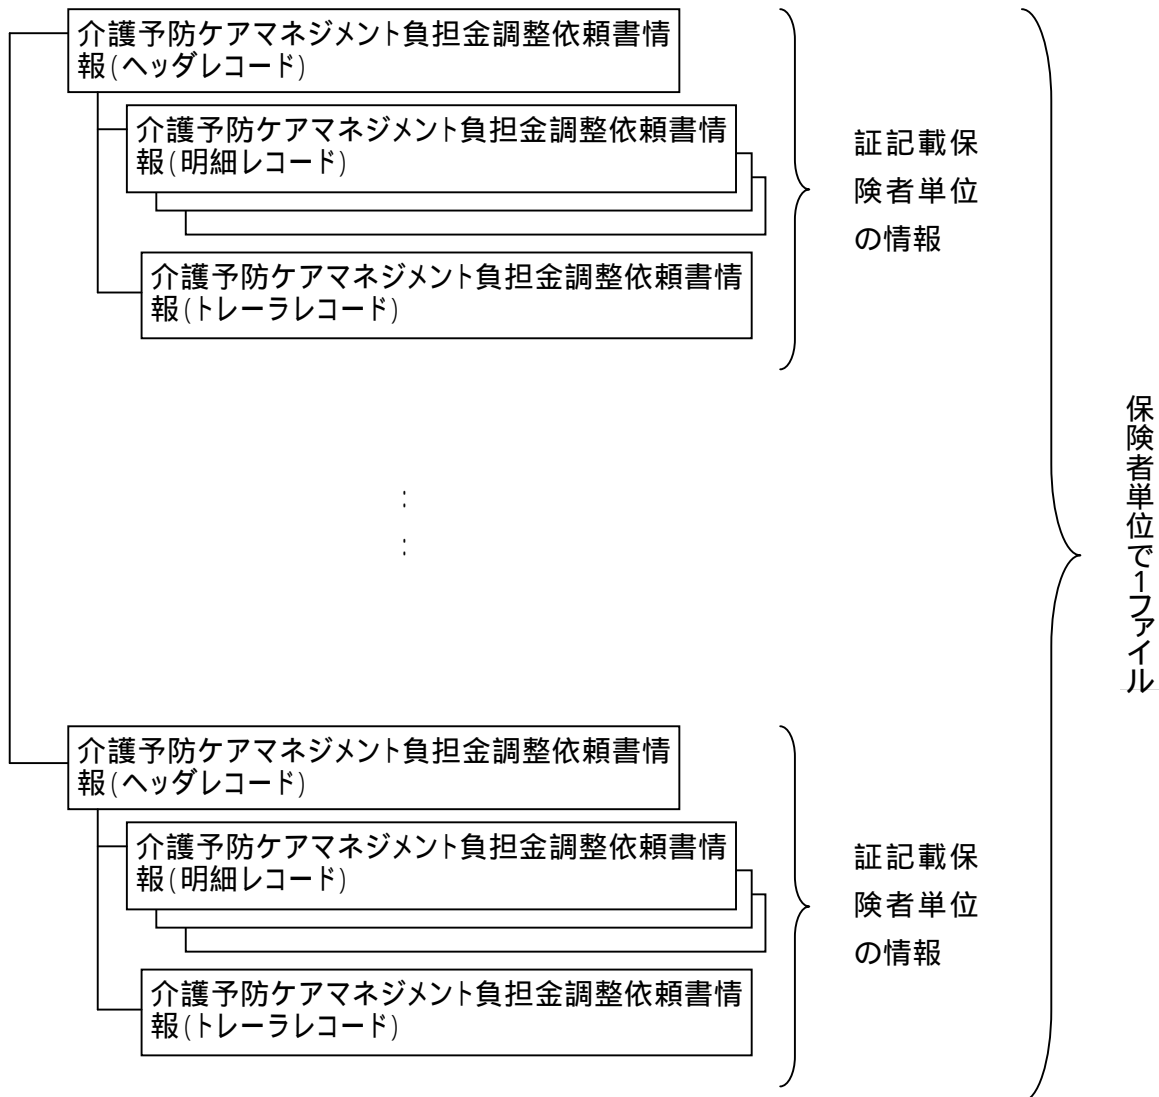 介護予防ケアマネジメント負担金調整依頼書情
報(ヘッダレコード)
介護予防ケアマネジメント負担金調整依頼書情
報(明細レコード)
介護予防ケアマネジメント負担金調整依頼書情
報(トレーラレコード)
証記載保
険者単位
の情報
保険者単位で1ファイル
介護予防ケアマネジメント負担金調整依頼書情
報(ヘッダレコード)
介護予防ケアマネジメント負担金調整依頼書情
報(明細レコード)
介護予防ケアマネジメント負担金調整依頼書情
報(トレーラレコード)
証記載保
険者単位
の情報